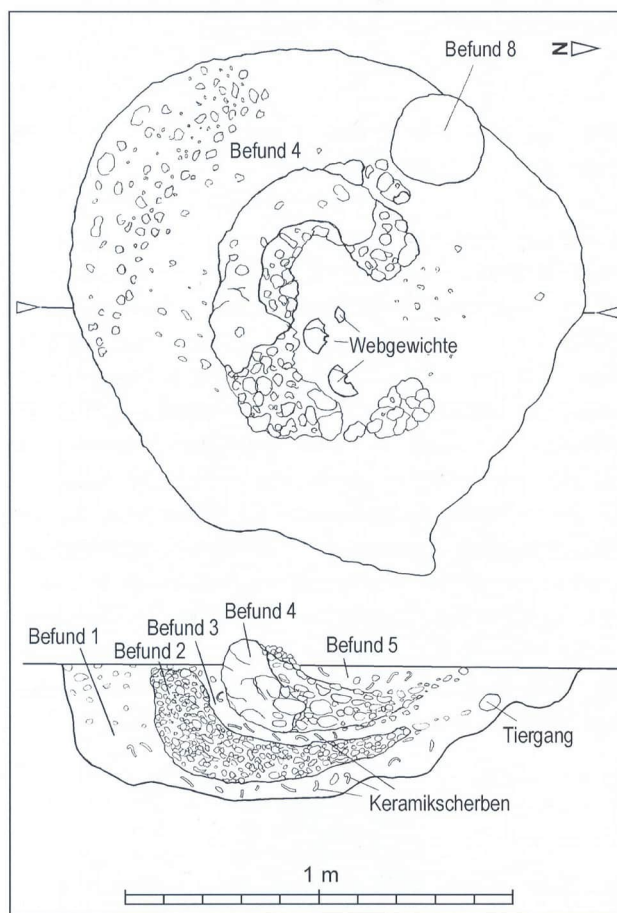 Befund 8
N
Befund 4
Webgewichte
Befund 4
Befund 3
Befund 1
Befund 2
Befund 5
Tiergang
Keramikscherben
1 m